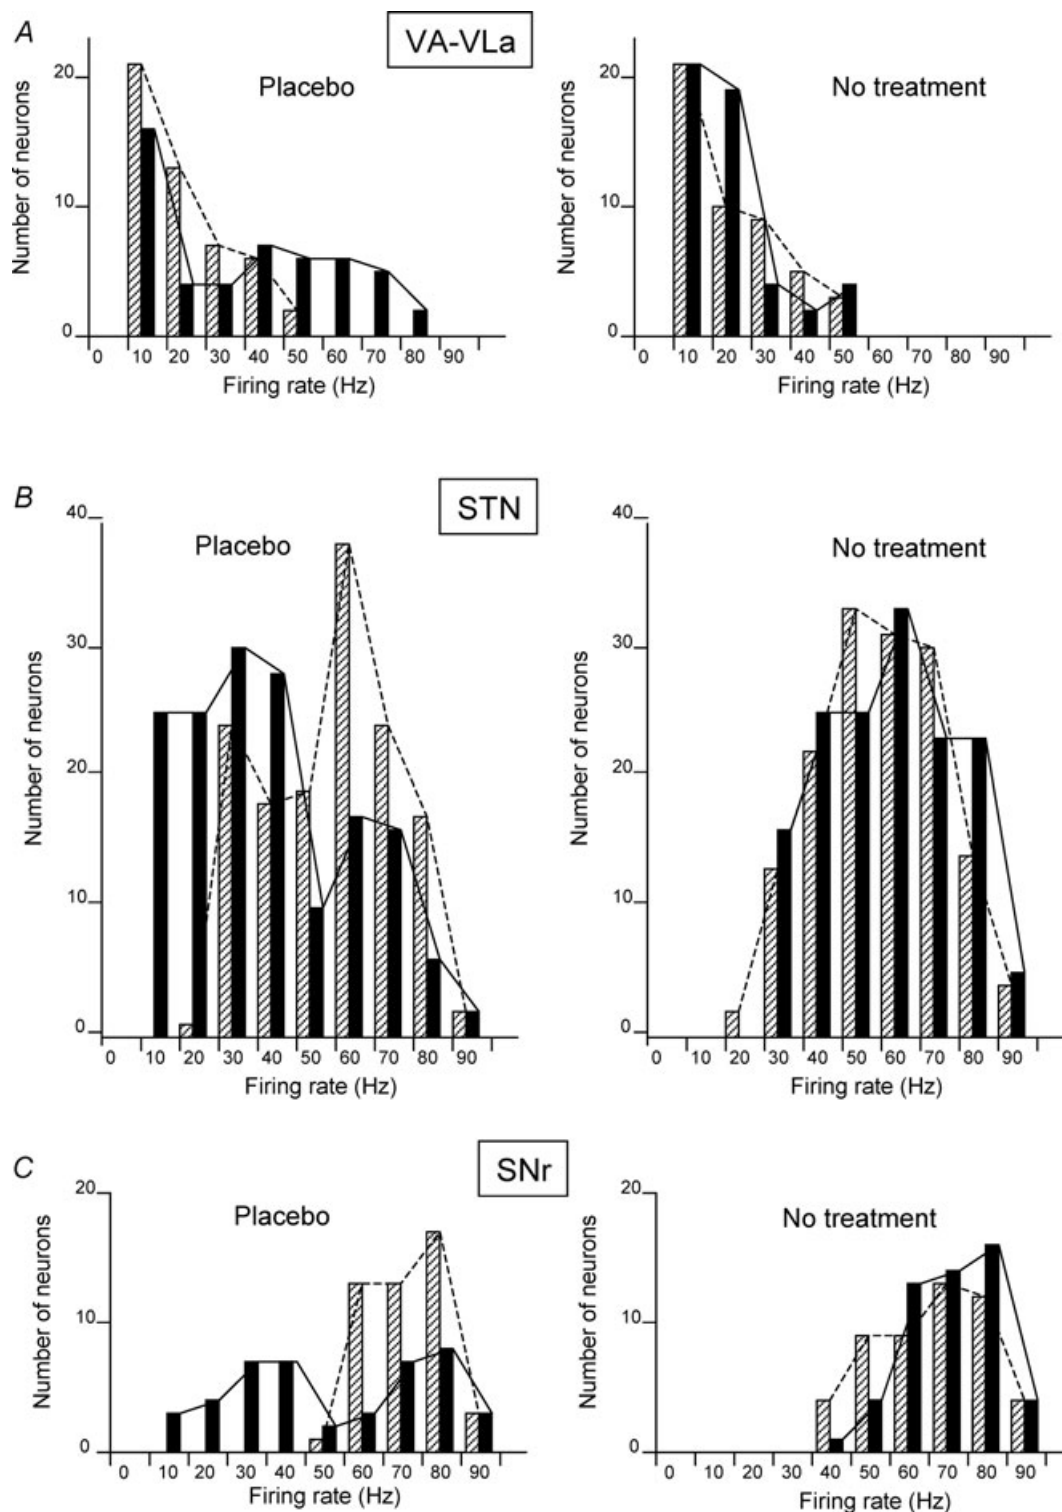 A
VA-VLa
Placebo
No treatment
Number of neurons
20
10
0
0 10 20 30 40 50 60 70 80 90
Firing rate (Hz)
Number of neurons
20
10
0
0 10 20 30 40 50 60 70 80 90
Firing rate (Hz)
B
STN
Placebo
No treatment
Number of neurons
40
30
20
10
0
0 10 20 30 40 50 60 70 80 90
Firing rate (Hz)
Number of neurons
40
30
20
10
0
0 10 20 30 40 50 60 70 80 90
Firing rate (Hz)
C
SNr
Placebo
No treatment
Number of neurons
20
10
0
0 10 20 30 40 50 60 70 80 90
Firing rate (Hz)
Number of neurons
20
10
0
0 10 20 30 40 50 60 70 80 90
Firing rate (Hz)